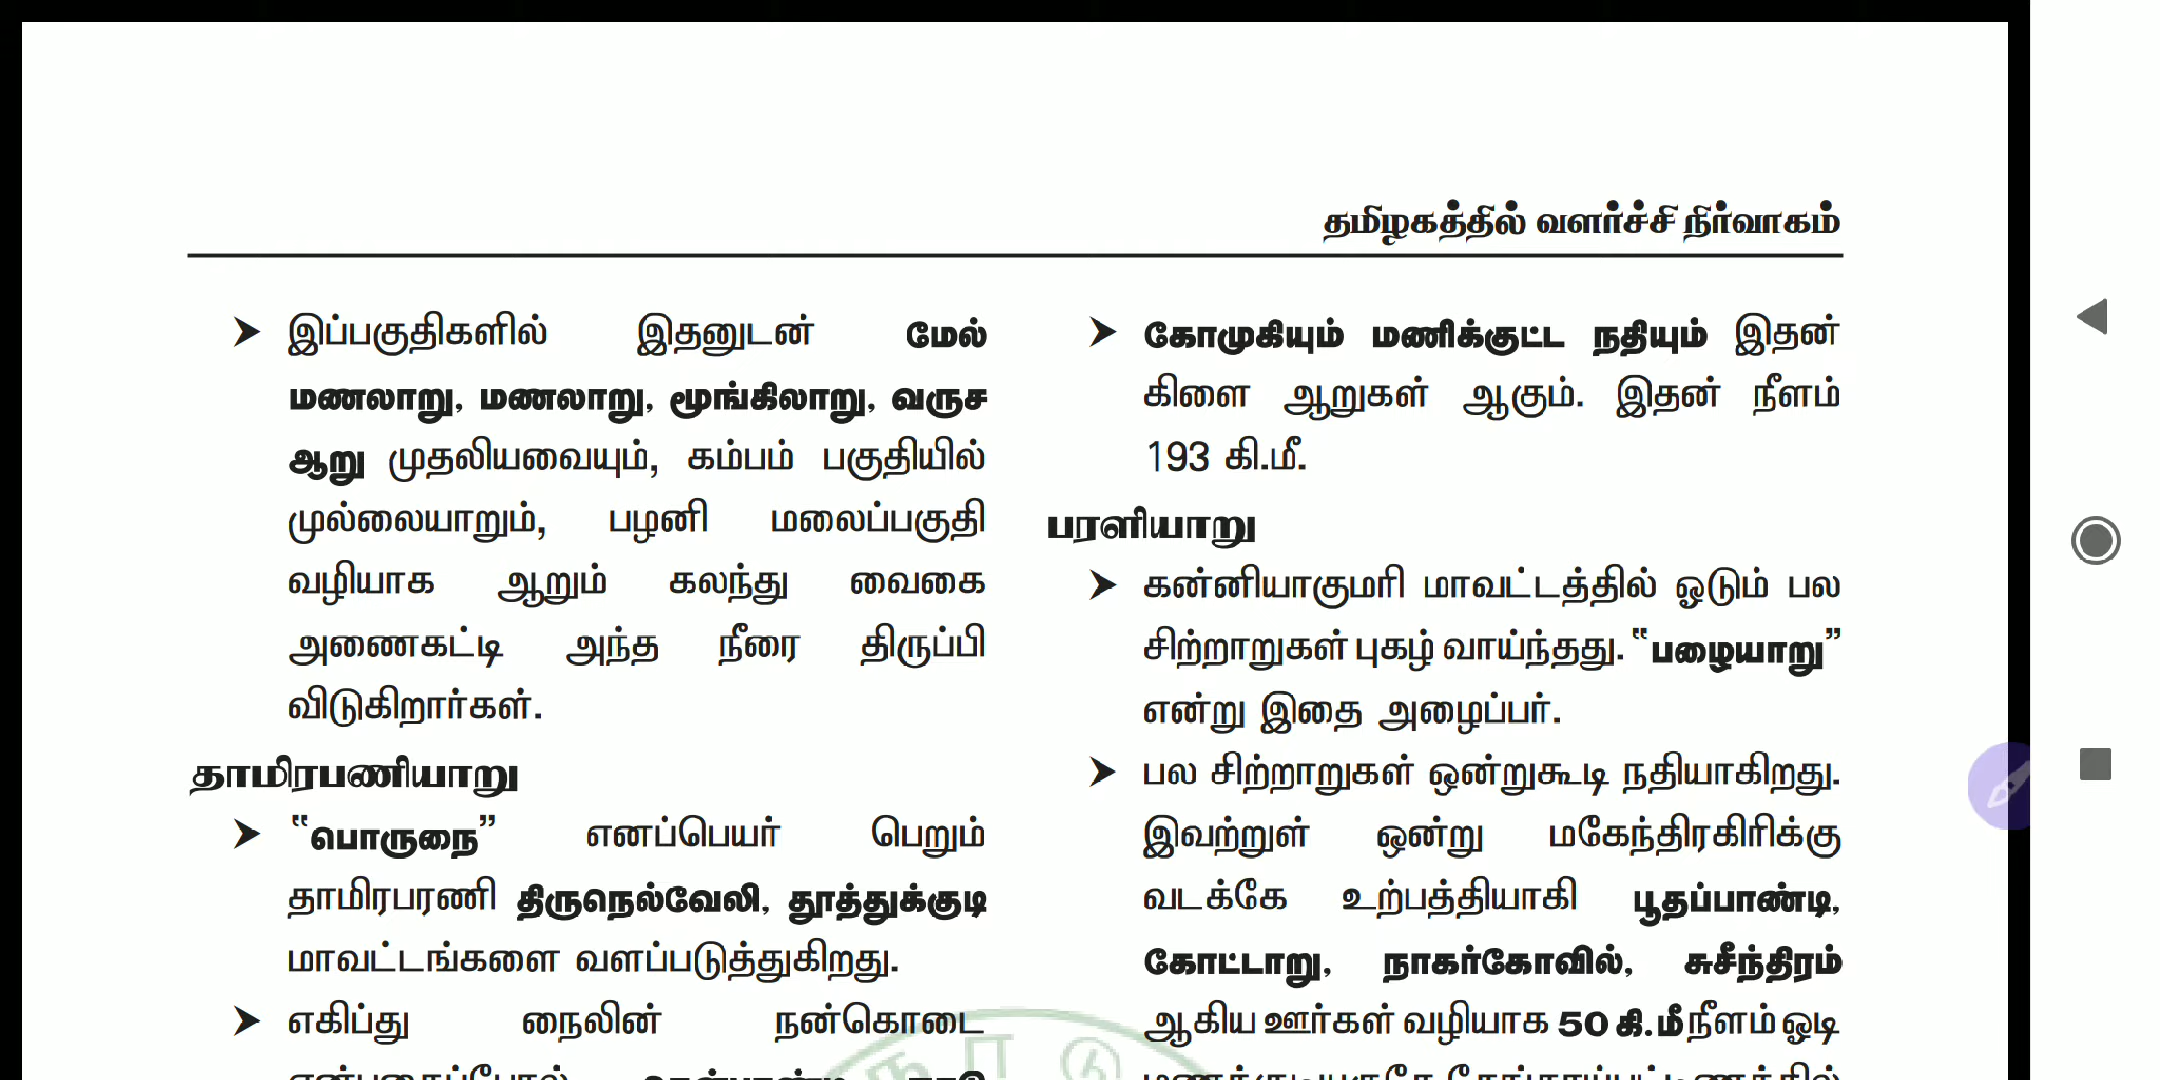 தமிழகத்தில் வளர்ச்சி நிர்வாகம்
➤ இப்பகுதிகளில் இதனுடன் மேல்
மணலாறு, மணலாறு, மூங்கிலாறு, வருச
ஆறு முதலியவையும், கம்பம் பகுதியில்
முல்லையாறும், பழனி மலைப்பகுதி
வழியாக ஆறும் கலந்து வைகை
அணைகட்டி அந்த நீரை திருப்பி
விடுகிறார்கள்.
தாமிரபணியாறு
➤ “பொருநை” எனப்பெயர் பெறும்
தாமிரபரணி திருநெல்வேலி, தூத்துக்குடி
மாவட்டங்களை வளப்படுத்துகிறது.
➤ எகிப்து நைலின் நன்கொடை
➤ கோமுகியும் மணிக்குட்ட நதியும் இதன்
கிளை ஆறுகள் ஆகும். இதன் நீளம்
193 கி.மீ.
பரளியாறு
➤ கன்னியாகுமரி மாவட்டத்தில் ஓடும் பல
சிற்றாறுகள் புகழ் வாய்ந்தது. “பழையாறு”
என்று இதை அழைப்பர்.
➤ பல சிற்றாறுகள் ஒன்றுகூடி நதியாகிறது.
இவற்றுள் ஒன்று மகேந்திரகிரிக்கு
வடக்கே உற்பத்தியாகி பூதப்பாண்டி,
கோட்டாறு, நாகர்கோவில், சுசீந்திரம்
ஆகிய ஊர்கள் வழியாக 50 கி.மீ நீளம் ஓடி